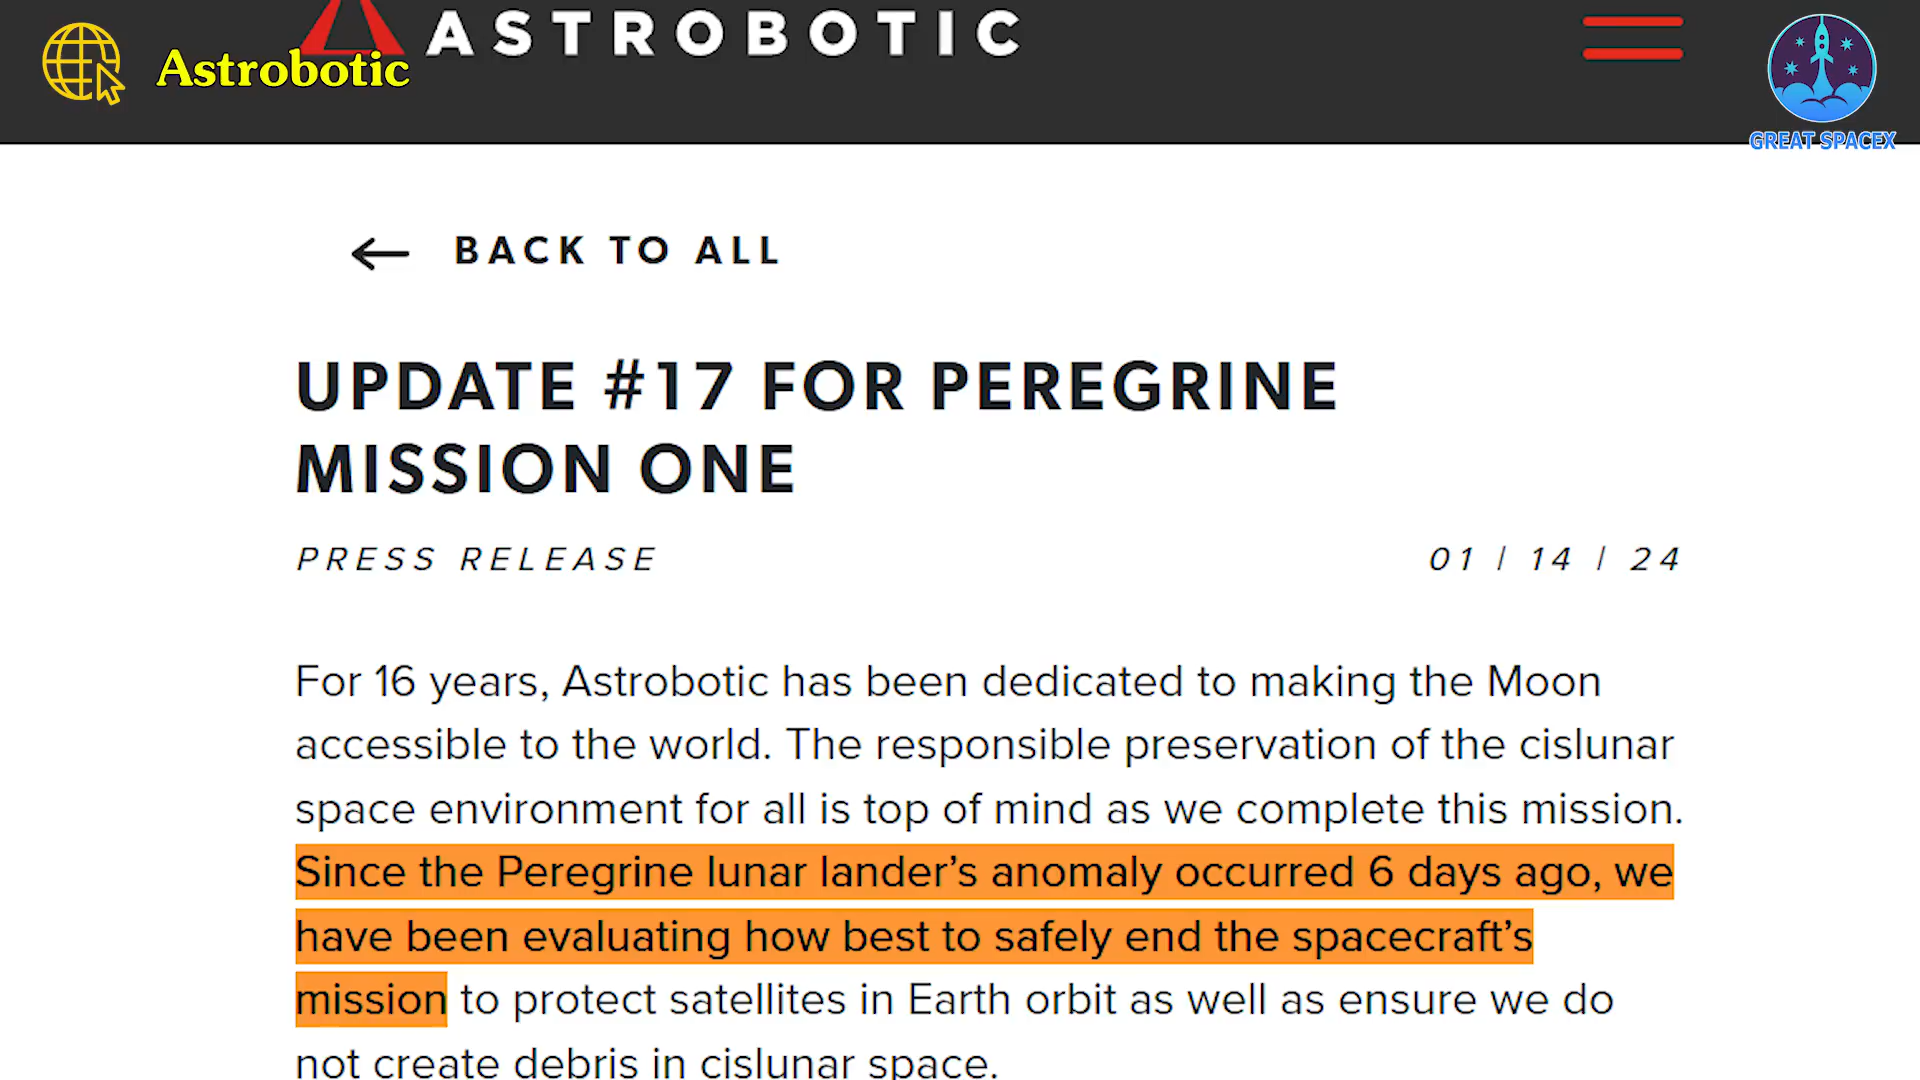 ASTROBOTIC
Astrobotic
GREAT SPACEX
← BACK TO ALL
UPDATE #17 FOR PEREGRINE
MISSION ONE
PRESS RELEASE
01 | 14 | 24
For 16 years, Astrobotic has been dedicated to making the Moon
accessible to the world. The responsible preservation of the cislunar
space environment for all is top of mind as we complete this mission.
Since the Peregrine lunar lander’s anomaly occurred 6 days ago, we
have been evaluating how best to safely end the spacecraft’s
mission to protect satellites in Earth orbit as well as ensure we do
not create debris in cislunar space.